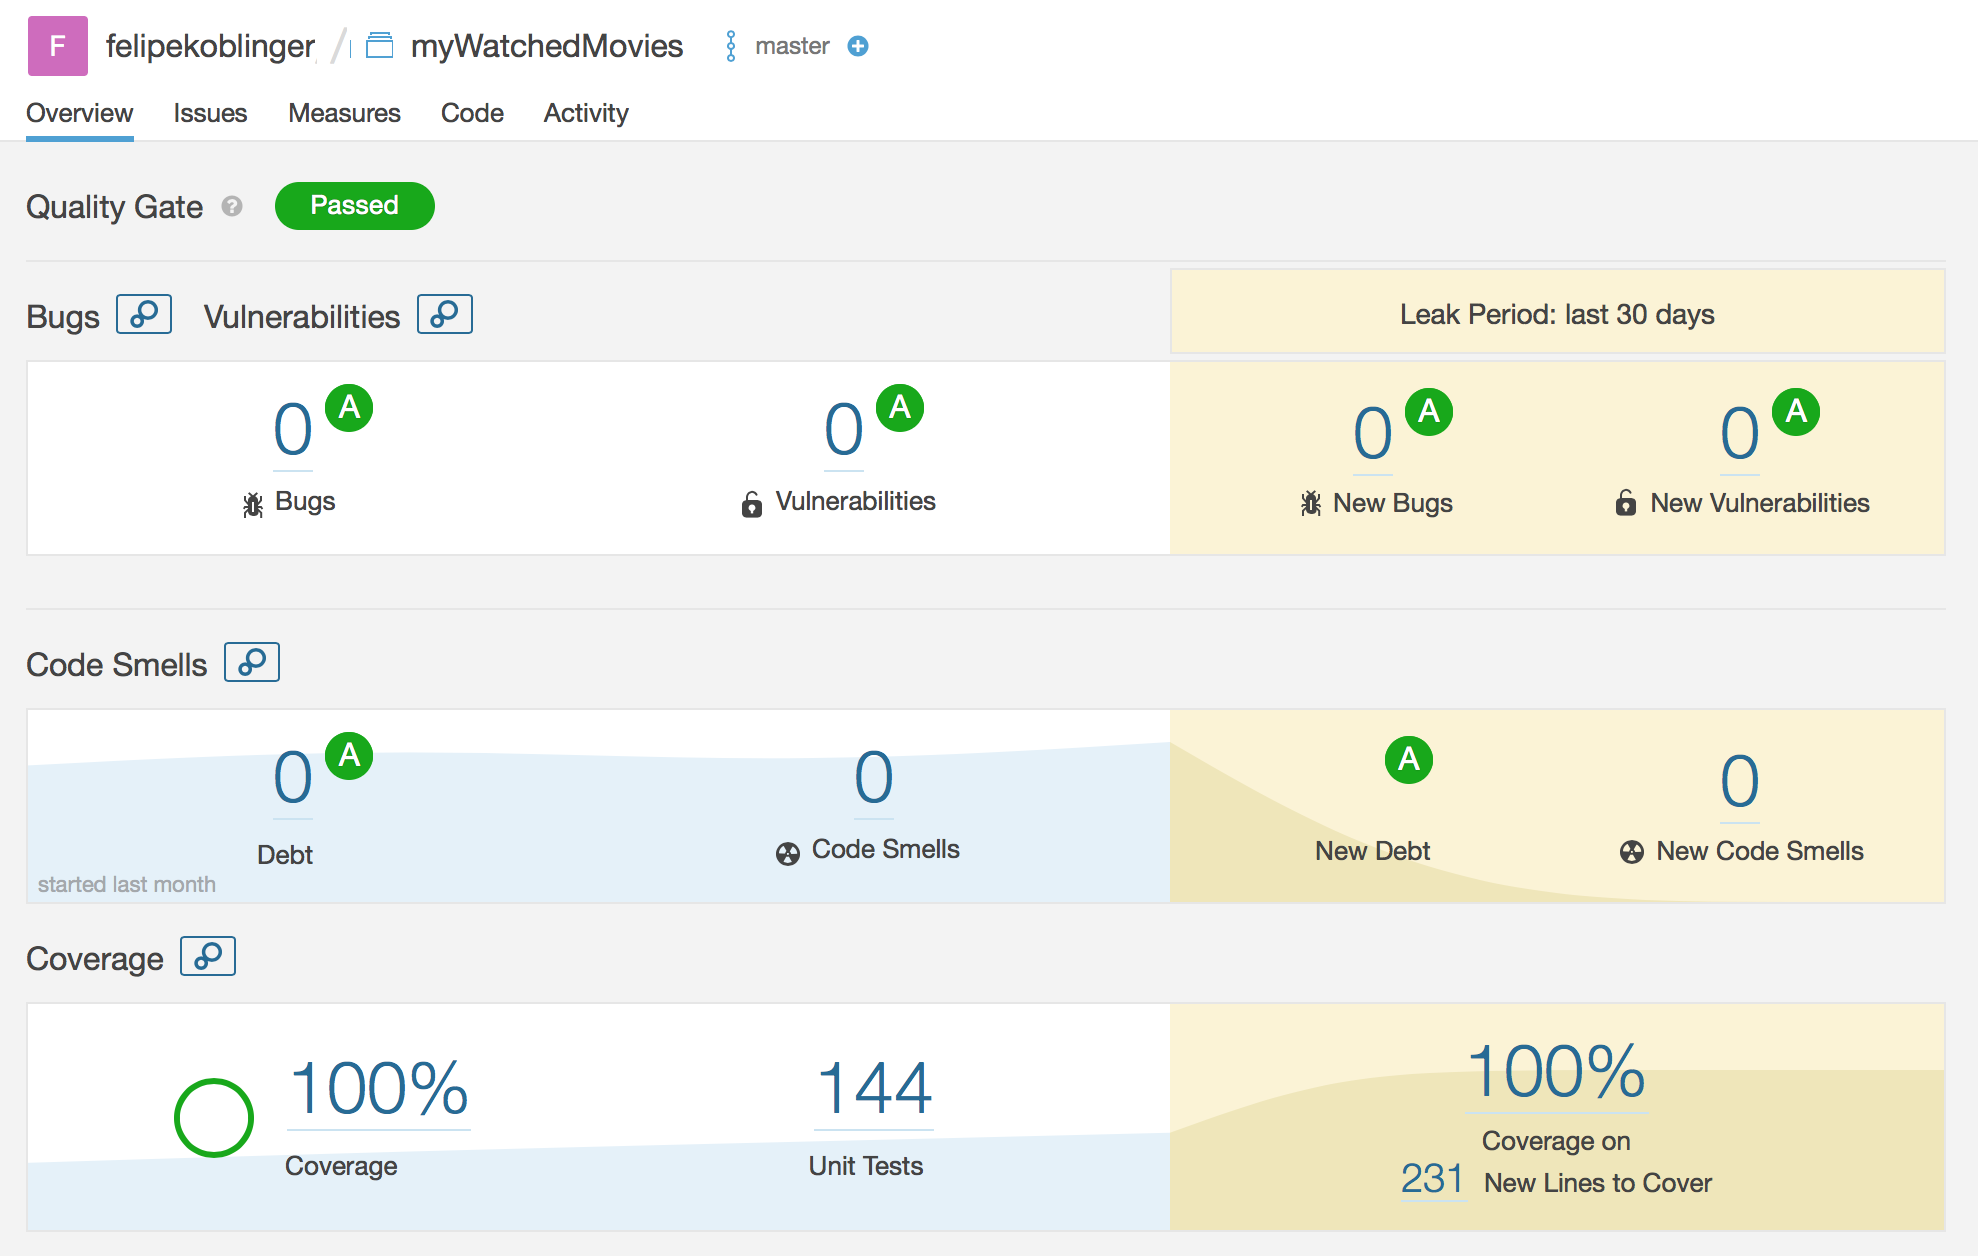 F felipekoblinger / myWatchedMovies master
Overview Issues Measures Code Activity
Quality Gate ? Passed
Bugs Vulnerabilities
Leak Period: last 30 days
0 A 0 A 0 A 0 A
Bugs Vulnerabilities New Bugs New Vulnerabilities
Code Smells
0 A 0 A 0
Debt Code Smells New Debt New Code Smells
started last month
Coverage
100% 144 100%
Coverage Unit Tests Coverage on
231 New Lines to Cover